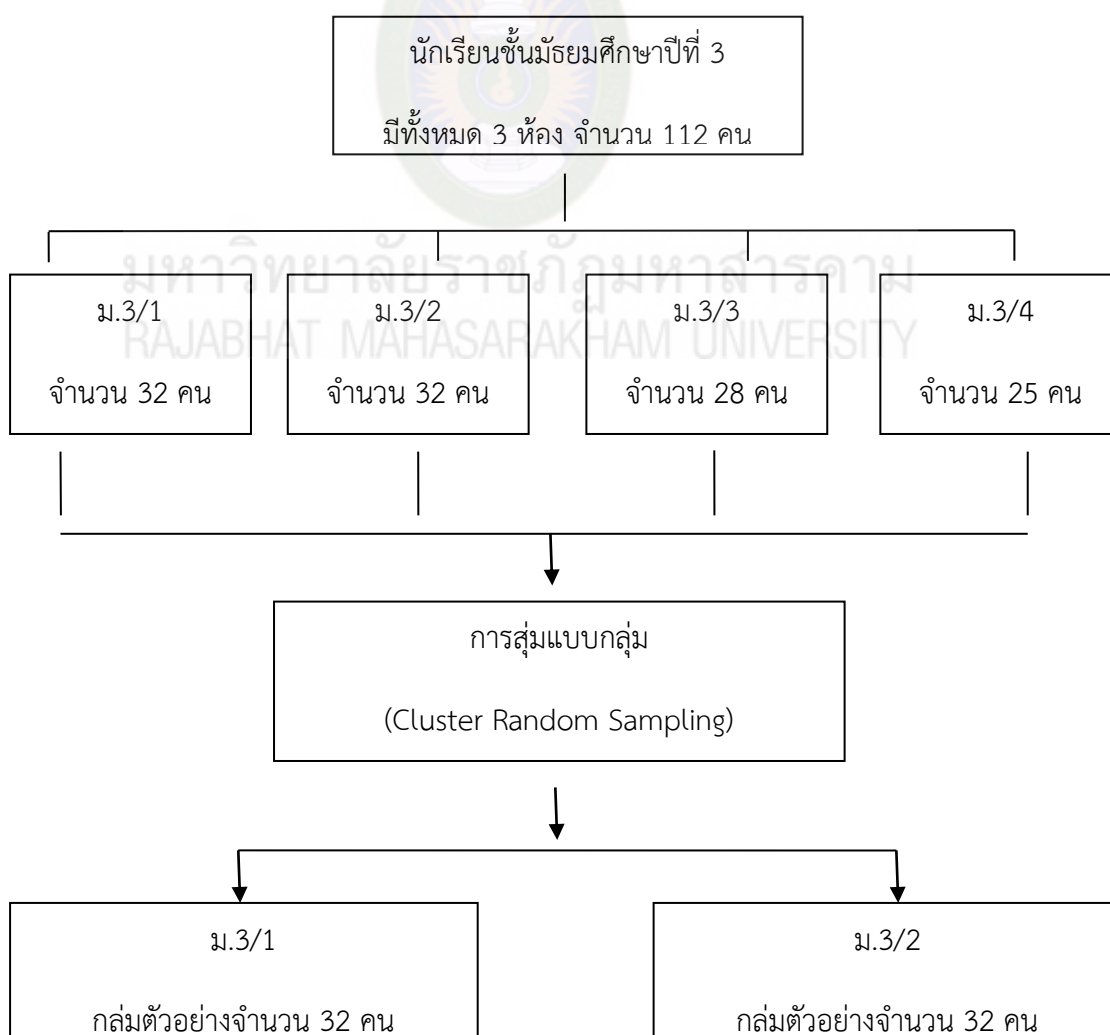 นักเรียนชั้นมัธยมศึกษาปีที่ 3
มีทั้งหมด 3 ห้อง จำนวน 112 คน
มหาวิทยาลัยราชภัฏมหาสารคาม
RAJABHAT MAHASARAKHAM UNIVERSITY
ม.3/1
จำนวน 32 คน
ม.3/2
จำนวน 32 คน
ม.3/3
จำนวน 28 คน
ม.3/4
จำนวน 25 คน
การสุ่มแบบกลุ่ม
(Cluster Random Sampling)
ม.3/1
กลุ่มตัวอย่างจำนวน 32 คน
ม.3/2
กลุ่มตัวอย่างจำนวน 32 คน